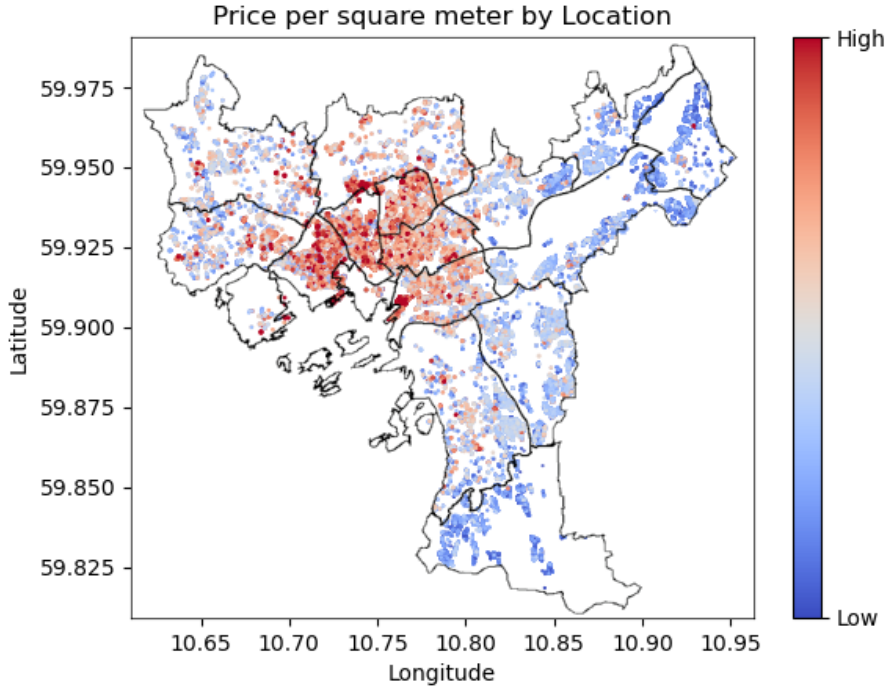 Price per square meter by Location
High
59.975
59.950
59.925
59.900
59.875
59.850
59.825
Low
10.65 10.70 10.75 10.80 10.85 10.90 10.95
Latitude
Longitude